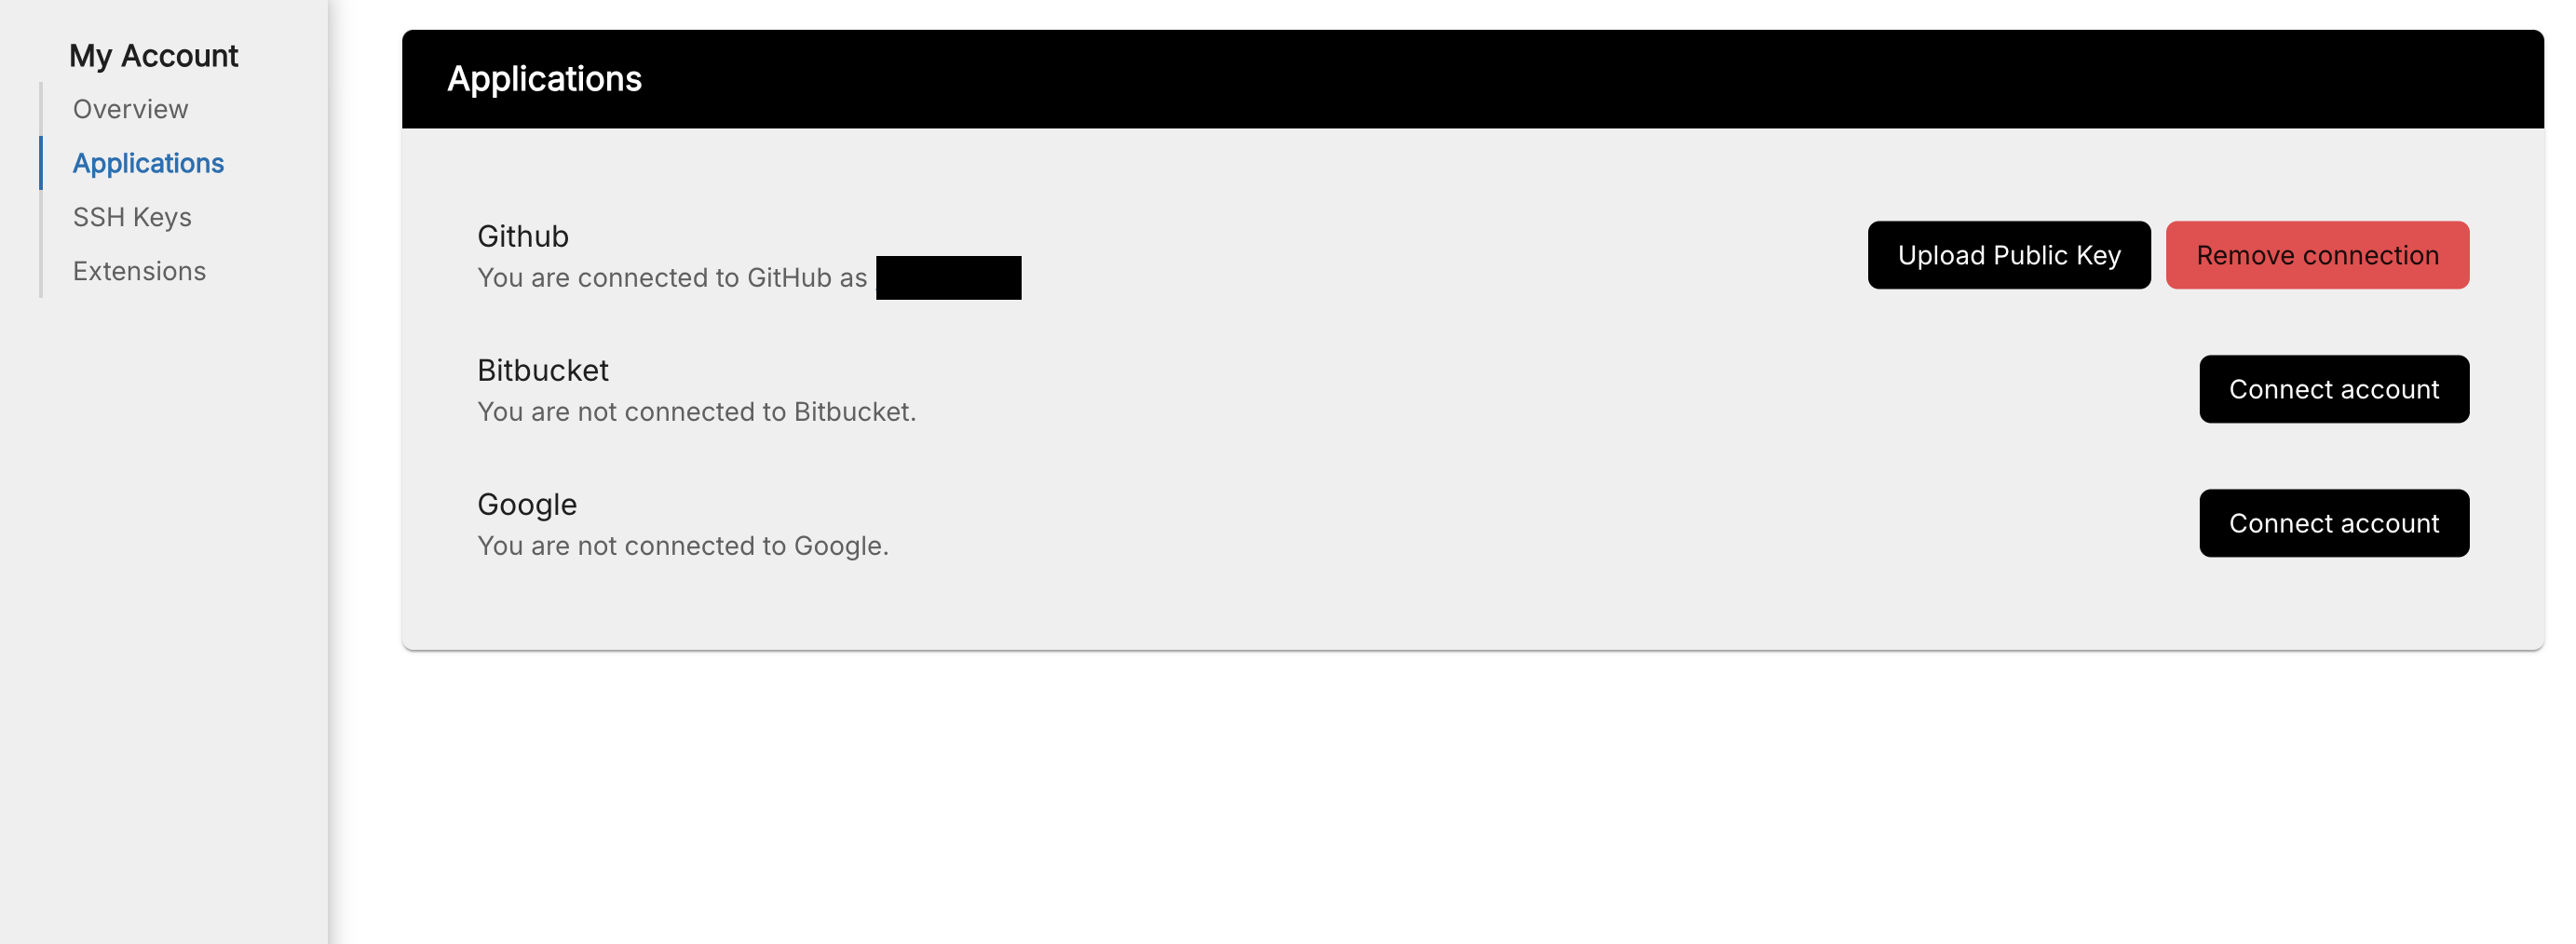 My Account
Overview
Applications
SSH Keys
Extensions
Applications
Github
You are connected to GitHub as
Upload Public Key
Remove connection
Bitbucket
You are not connected to Bitbucket.
Connect account
Google
You are not connected to Google.
Connect account